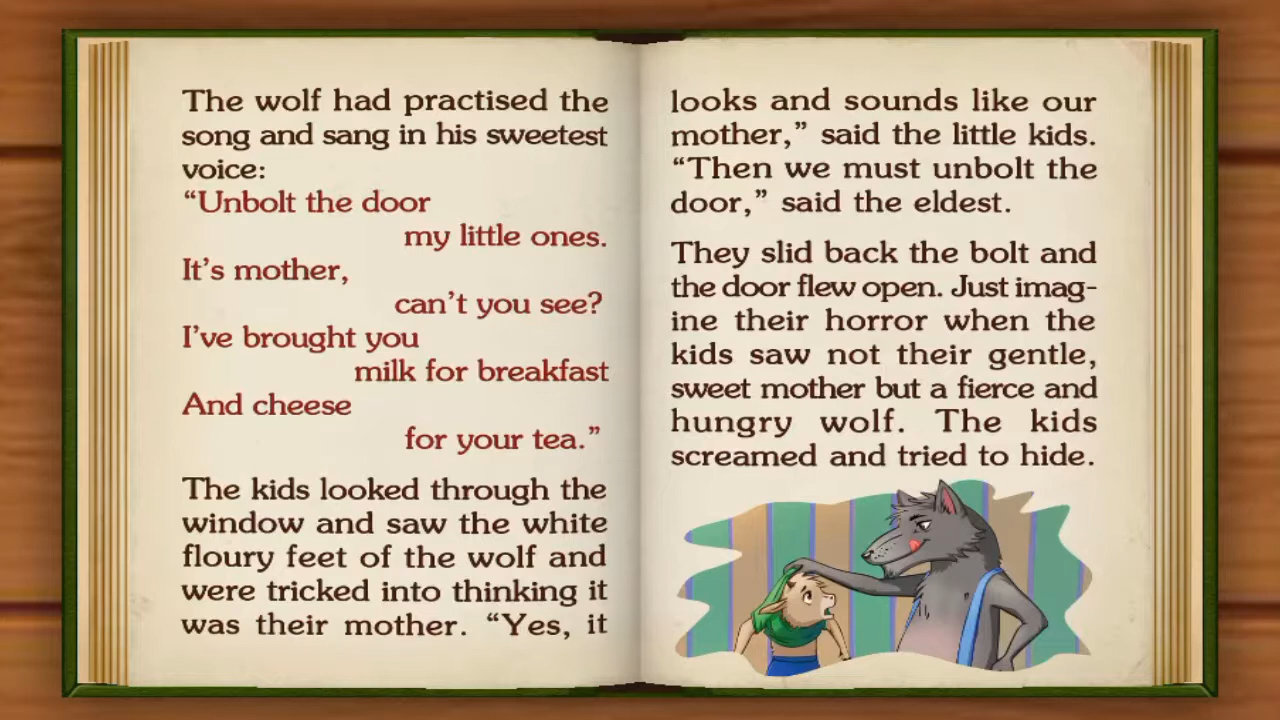 The wolf had practised the
song and sang in his sweetest
voice:
“Unbolt the door
my little ones.
It’s mother,
can’t you see?
I’ve brought you
milk for breakfast
And cheese
for your tea.”
The kids looked through the
window and saw the white
floury feet of the wolf and
were tricked into thinking it
was their mother. “Yes, it
looks and sounds like our
mother,” said the little kids.
“Then we must unbolt the
door,” said the eldest.
They slid back the bolt and
the door flew open. Just imag-
ine their horror when the
kids saw not their gentle,
sweet mother but a fierce and
hungry wolf. The kids
screamed and tried to hide.